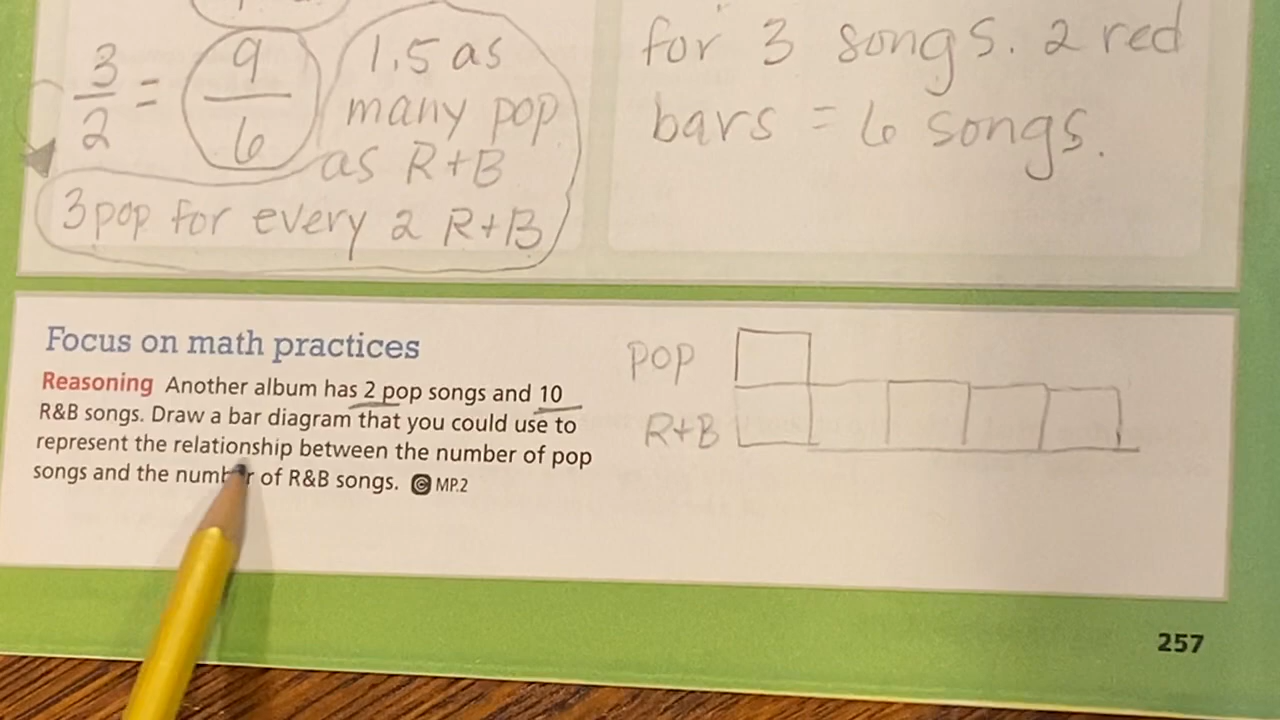 3/2 = 9/6
1.5 as
many pop
as R+B
3 pop for every 2 R+B
for 3 songs. 2 red
bars = 6 songs.
Focus on math practices
Reasoning Another album has 2 pop songs and 10
R&B songs. Draw a bar diagram that you could use to
represent the relationship between the number of pop
songs and the number of R&B songs. © MP.2
POP
R+B
257